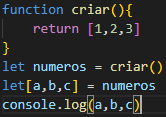 function criar(){
    return [1,2,3]
}
let numeros = criar()
let[a,b,c] = numeros
console.log(a,b,c)